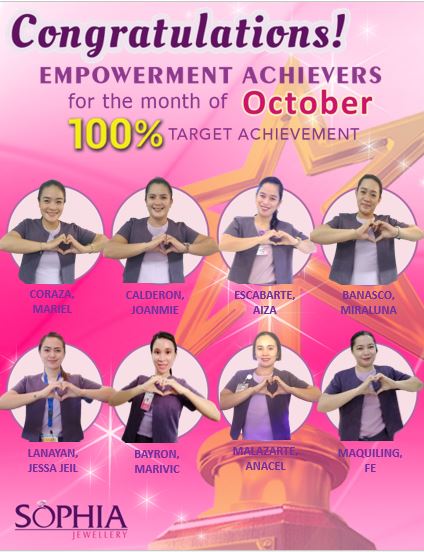 Congratulations!
EMPOWERMENT ACHIEVERS
for the month of October
100% TARGET ACHIEVEMENT
CORAZA,
MARIEL
CALDERON,
JOANMIE
ESCABARTE,
AIZA
BANASCO,
MIRALUNA
LANAYAN,
JESSA JEIL
BAYRON,
MARIVIC
MALAZARTE,
ANACEL
MAQUILING,
FE
SOPHIA
JEWELLERY